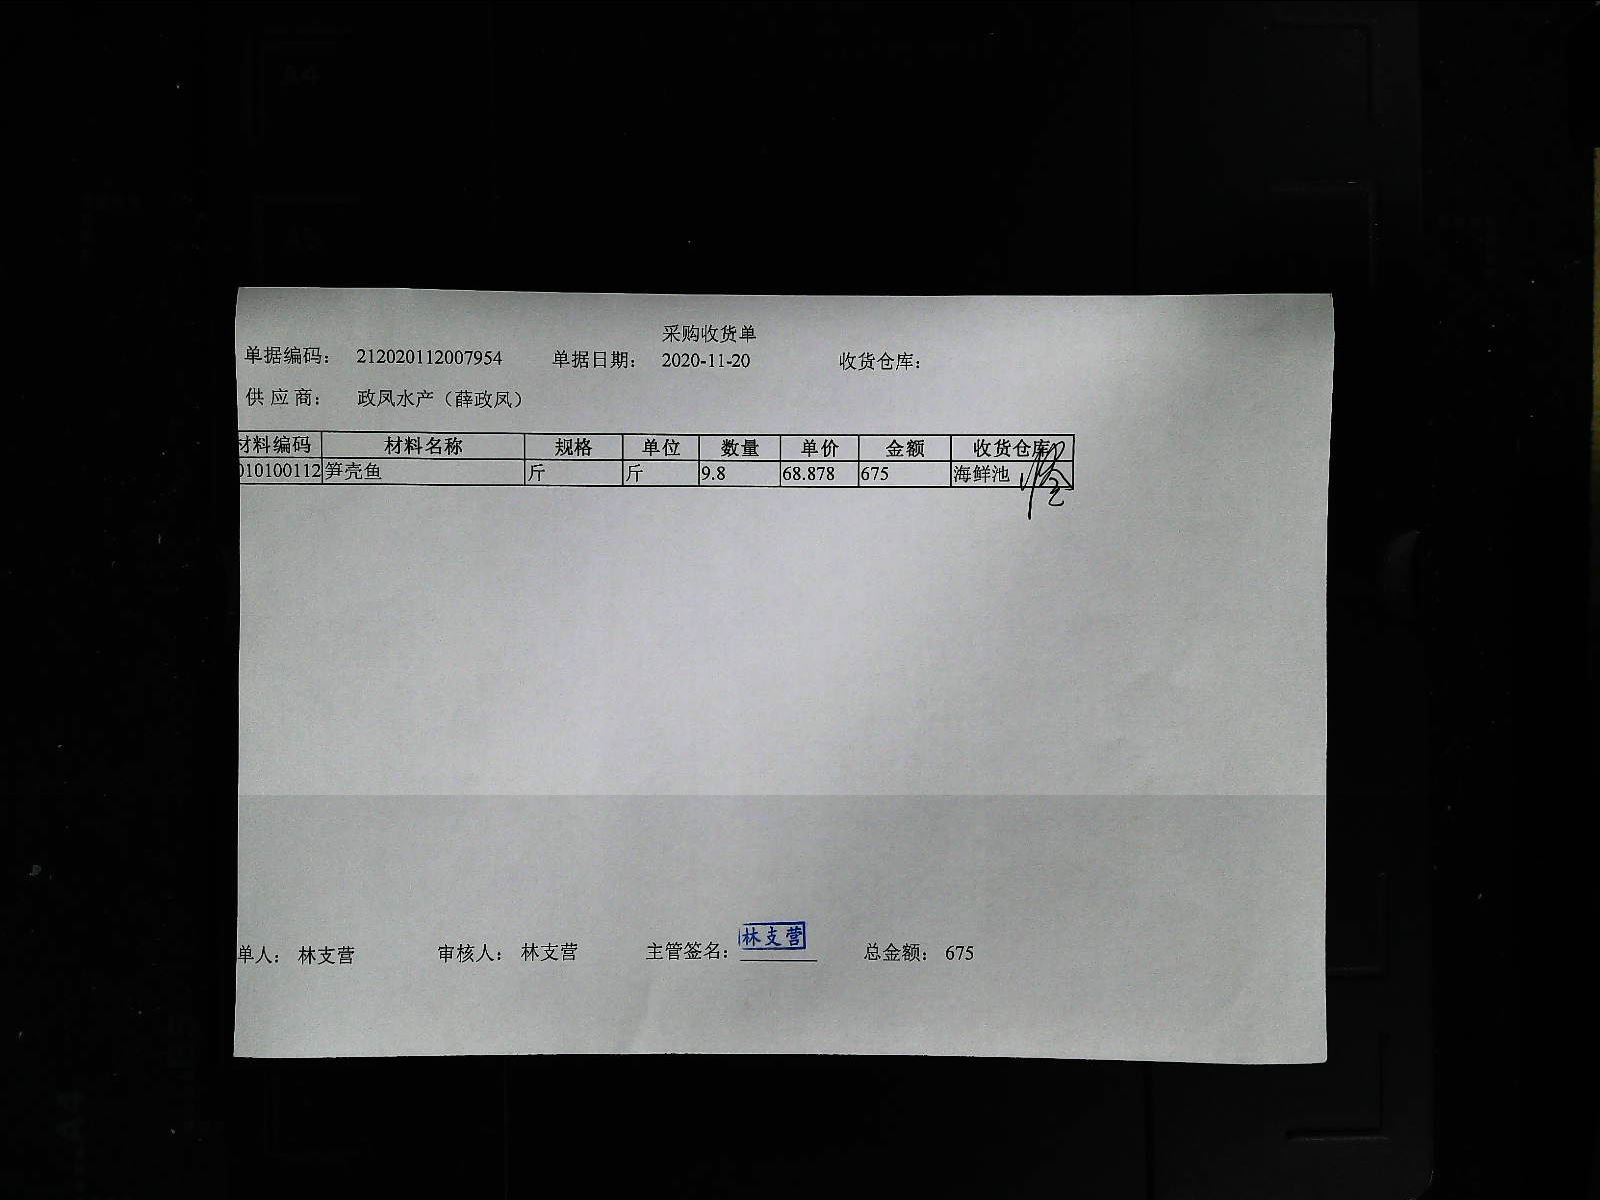 采购收货单
单据编码： 212020112007954 单据日期： 2020-11-20 收货仓库：
供应商： 政凤水产（薛政凤）
材料编码 材料名称 规格 单位 数量 单价 金额 收货仓库
010100112 笋壳鱼 斤 斤 9.8 68.878 675 海鲜池
单人： 林支营 审核人： 林支营 主管签名： 林支营 总金额： 675